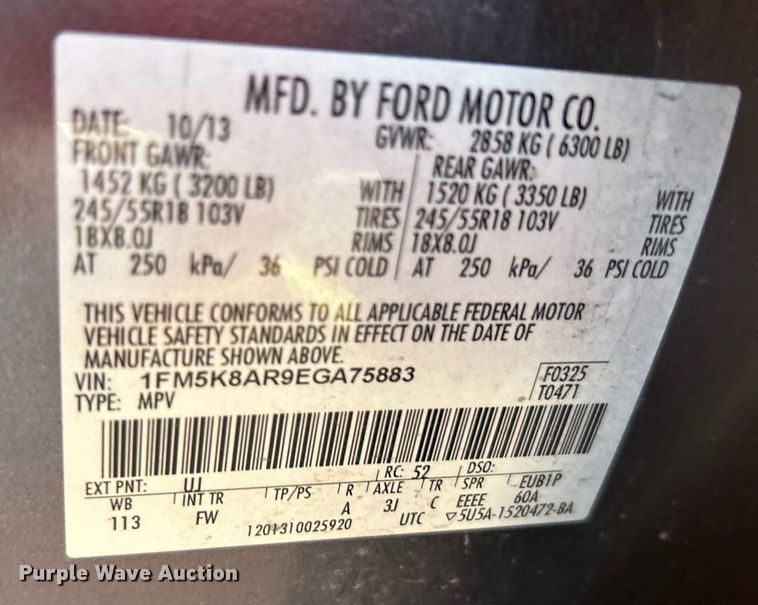 MFD. BY FORD MOTOR CO.
DATE: 10/13 GVWR: 2858 KG ( 6300 LB)
FRONT GAWR: REAR GAWR:
1452 KG ( 3200 LB) WITH 1520 KG ( 3350 LB) WITH
245/55R18 103V TIRES 245/55R18 103V TIRES
18X8.0J RIMS 18X8.0J RIMS
AT 250 kPa/ 36 PSI COLD AT 250 kPa/ 36 PSI COLD
THIS VEHICLE CONFORMS TO ALL APPLICABLE FEDERAL MOTOR
VEHICLE SAFETY STANDARDS IN EFFECT ON THE DATE OF
MANUFACTURE SHOWN ABOVE.
VIN: 1FM5K8AR9EGA75883 F0325
TYPE: MPV T0471
EXT PNT: UJ RC: 52 DSO:
WB INT TR TP/PS R AXLE TR SPR EUB1P
113 FW A 3J C EEEE 60A
1201310025920 UTC ▽5U5A-1520472-BA
Purple Wave Auction